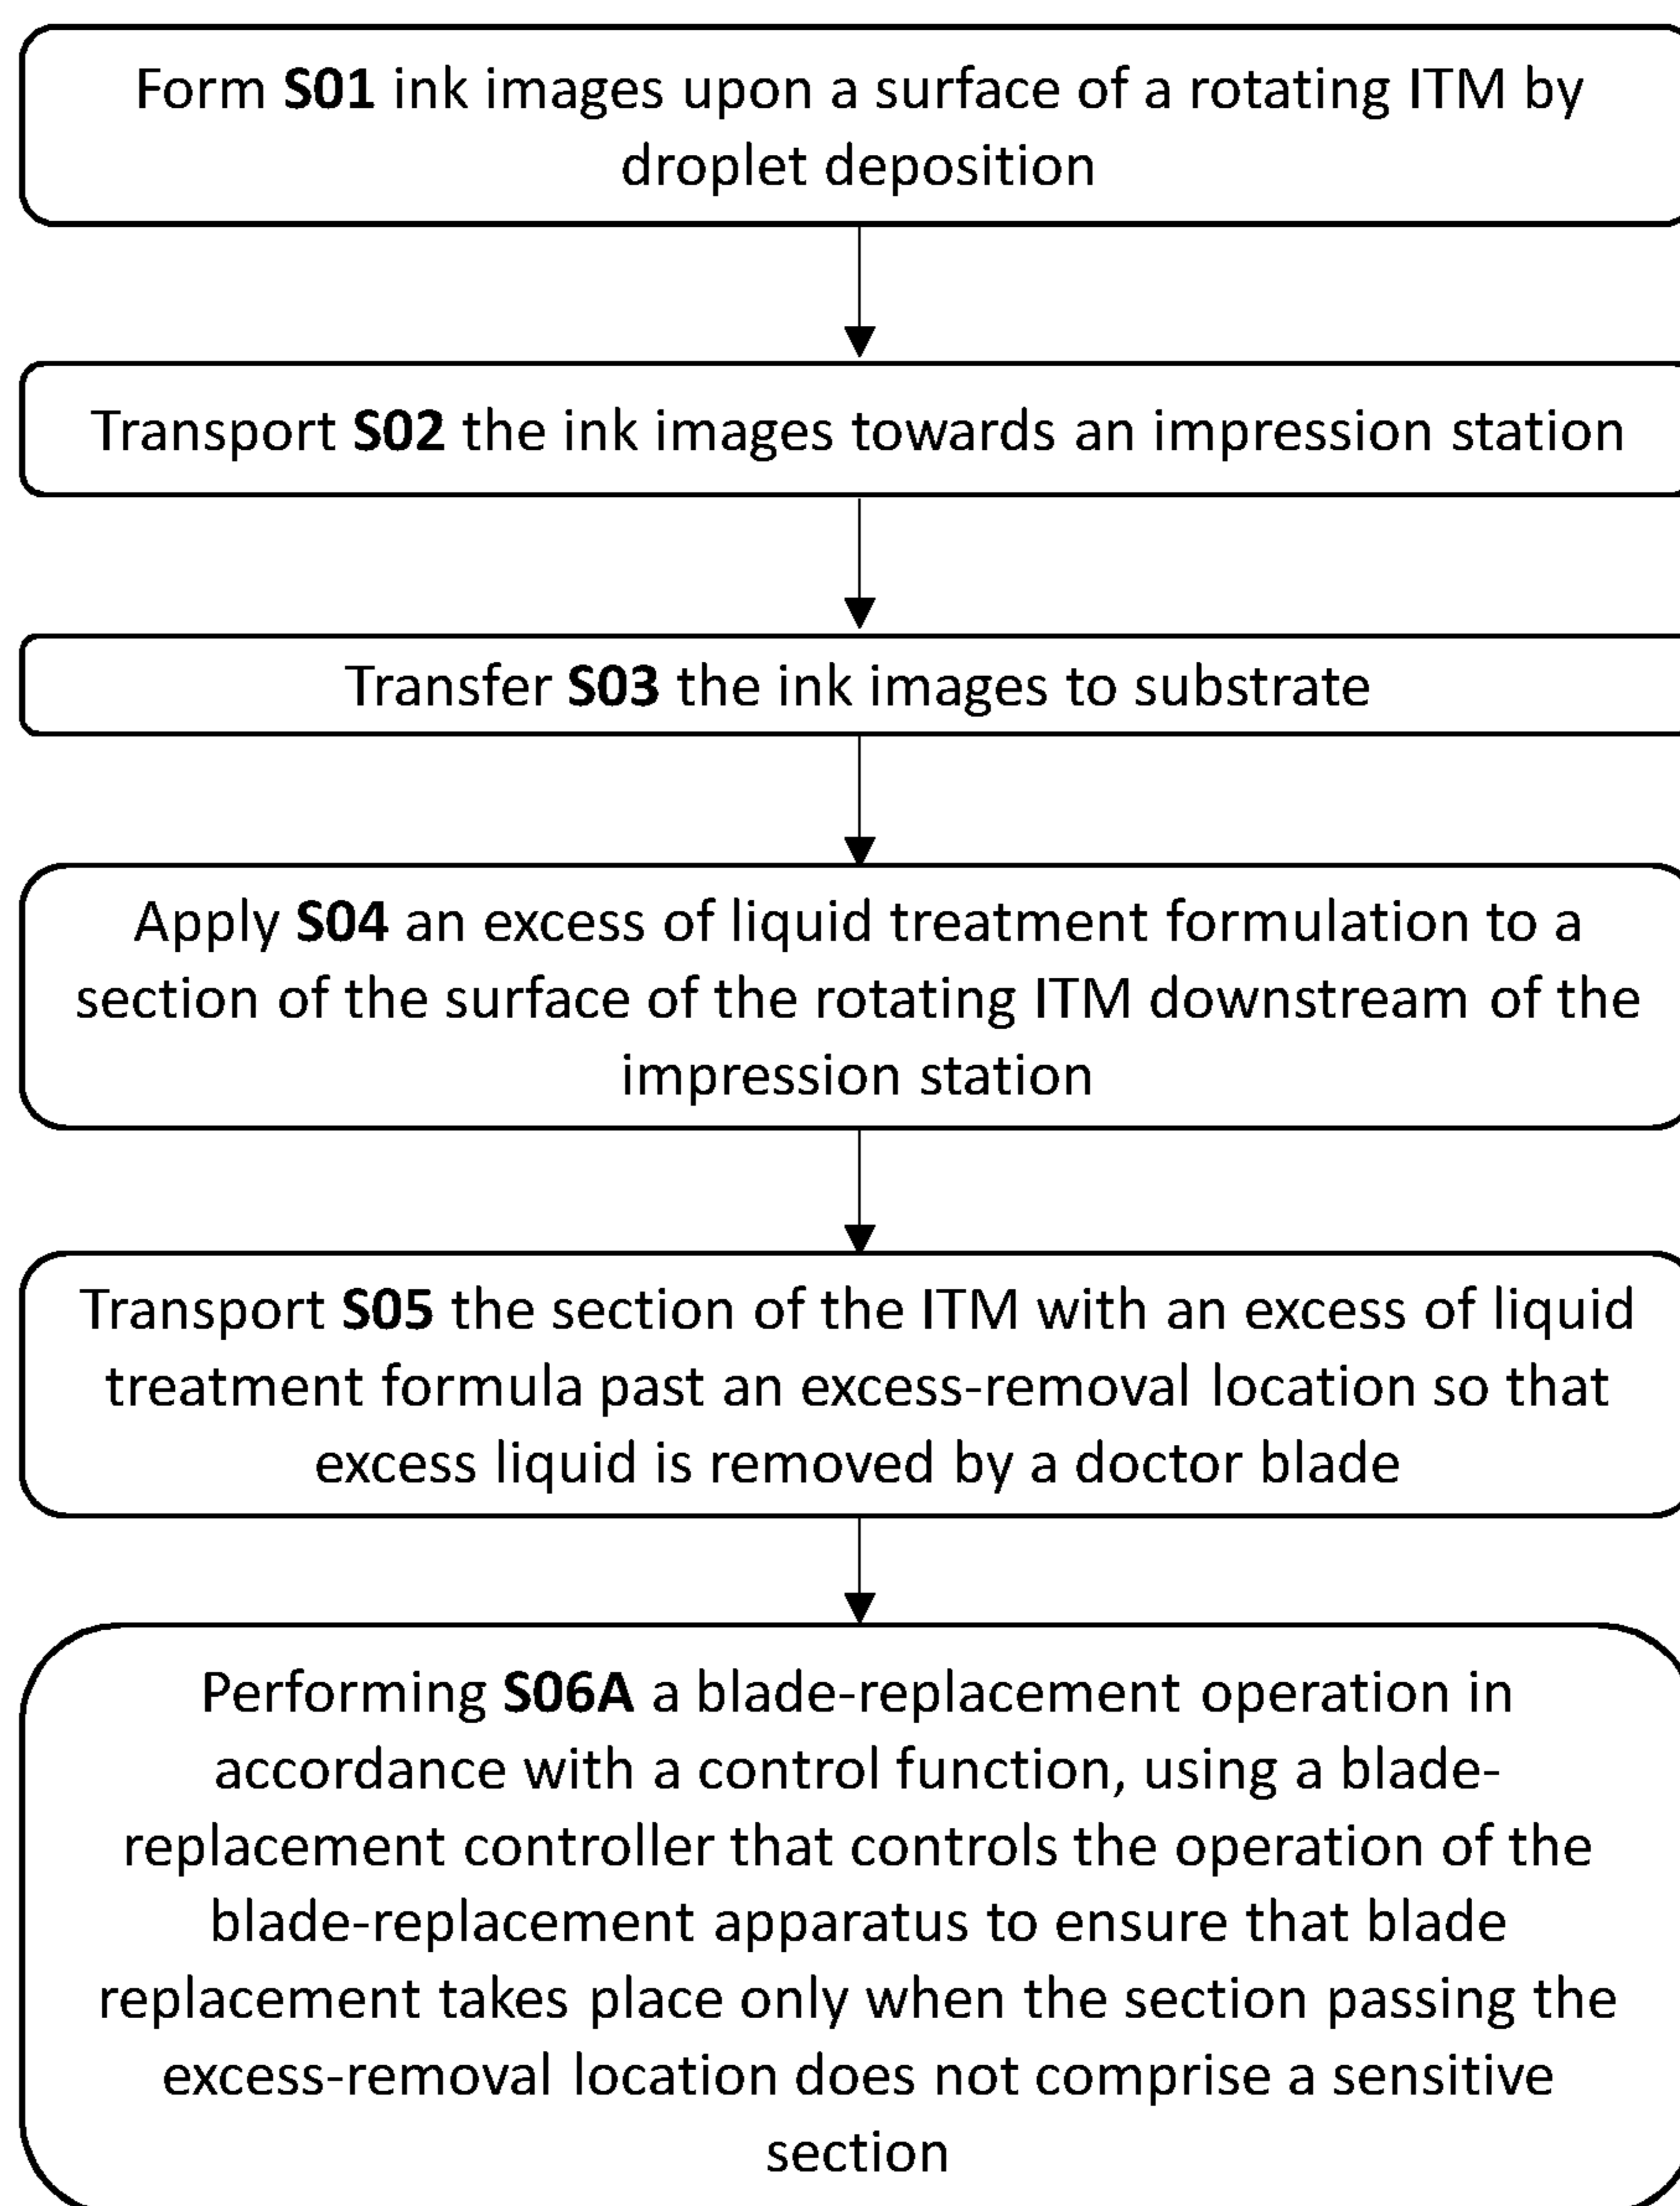 Form S01 ink images upon a surface of a rotating ITM by
droplet deposition
Transport S02 the ink images towards an impression station
Transfer S03 the ink images to substrate
Apply S04 an excess of liquid treatment formulation to a
section of the surface of the rotating ITM downstream of the
impression station
Transport S05 the section of the ITM with an excess of liquid
treatment formula past an excess-removal location so that
excess liquid is removed by a doctor blade
Performing S06A a blade-replacement operation in
accordance with a control function, using a blade-
replacement controller that controls the operation of the
blade-replacement apparatus to ensure that blade
replacement takes place only when the section passing the
excess-removal location does not comprise a sensitive
section